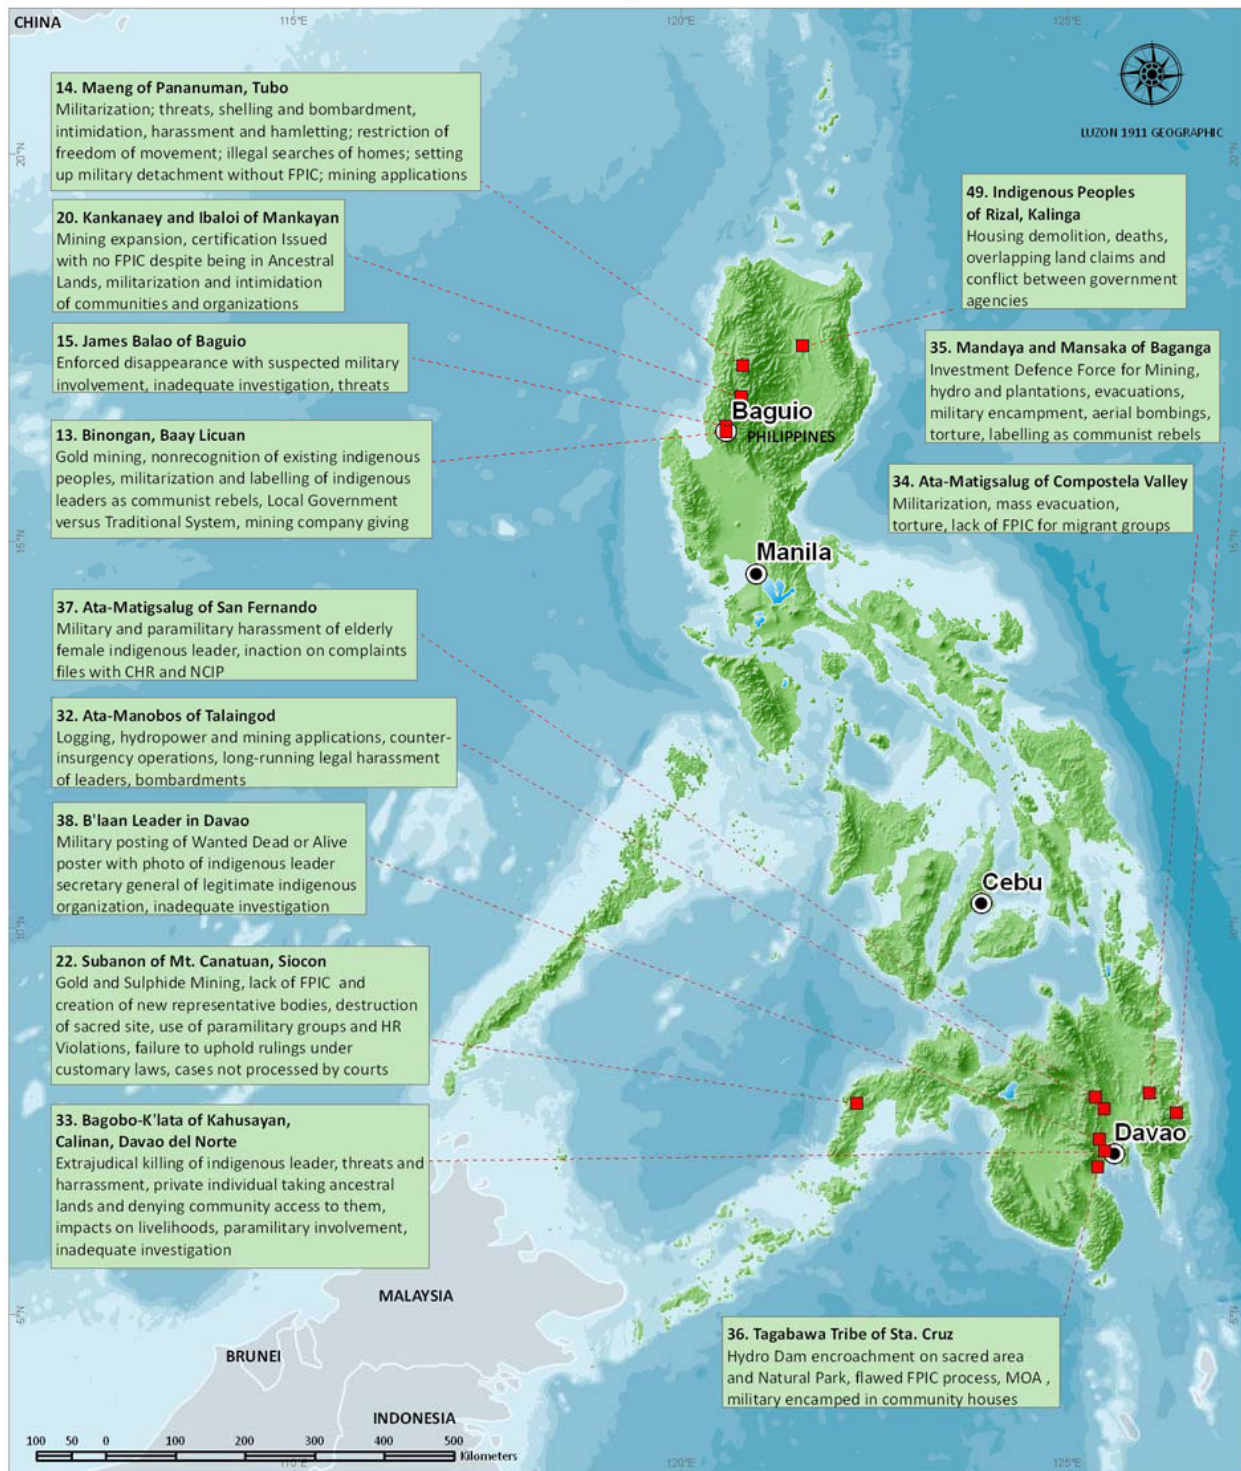 CHINA
115°E
120°E
125°E
LUZON 1911 GEOGRAPHIC
20°N
20°N
14. Maeng of Pananuman, Tubo
Militarization; threats, shelling and bombardment,
intimidation, harassment and hamletting; restriction of
freedom of movement; illegal searches of homes; setting
up military detachment without FPIC; mining applications
20. Kankanaey and Ibaloi of Mankayan
Mining expansion, certification Issued
with no FPIC despite being in Ancestral
Lands, militarization and intimidation
of communities and organizations
49. Indigenous Peoples
of Rizal, Kalinga
Housing demolition, deaths,
overlapping land claims and
conflict between government
agencies
15. James Balao of Baguio
Enforced disappearance with suspected military
involvement, inadequate investigation, threats
35. Mandaya and Mansaka of Baganga
Investment Defence Force for Mining,
hydro and plantations, evacuations,
military encampment, aerial bombings,
torture, labelling as communist rebels
Baguio
PHILIPPINES
13. Binongan, Baay Licuan
Gold mining, nonrecognition of existing indigenous
peoples, militarization and labelling of indigenous
leaders as communist rebels, Local Government
versus Traditional System, mining company giving
34. Ata-Matigsalug of Compostela Valley
Militarization, mass evacuation,
torture, lack of FPIC for migrant groups
15°N
15°N
Manila
37. Ata-Matigsalug of San Fernando
Military and paramilitary harassment of elderly
female indigenous leader, inaction on complaints
files with CHR and NCIP
32. Ata-Manobos of Talaingod
Logging, hydropower and mining applications, counter-
insurgency operations, long-running legal harassment
of leaders, bombardments
38. B'laan Leader in Davao
Military posting of Wanted Dead or Alive
poster with photo of indigenous leader
secretary general of legitimate indigenous
organization, inadequate investigation
Cebu
10°N
10°N
22. Subanon of Mt. Canatuan, Siocon
Gold and Sulphide Mining, lack of FPIC and
creation of new representative bodies, destruction
of sacred site, use of paramilitary groups and HR
Violations, failure to uphold rulings under
customary laws, cases not processed by courts
33. Bagobo-K'lata of Kahusayan,
Calinan, Davao del Norte
Extrajudical killing of indigenous leader, threats and
harrassment, private individual taking ancestral
lands and denying community access to them,
impacts on livelihoods, paramilitary involvement,
inadequate investigation
Davao
MALAYSIA
5°N
5°N
BRUNEI
36. Tagabawa Tribe of Sta. Cruz
Hydro Dam encroachment on sacred area
and Natural Park, flawed FPIC process, MOA ,
military encamped in community houses
INDONESIA
100 50 0 100 200 300 400 500
Kilometers
115°E
120°E
125°E